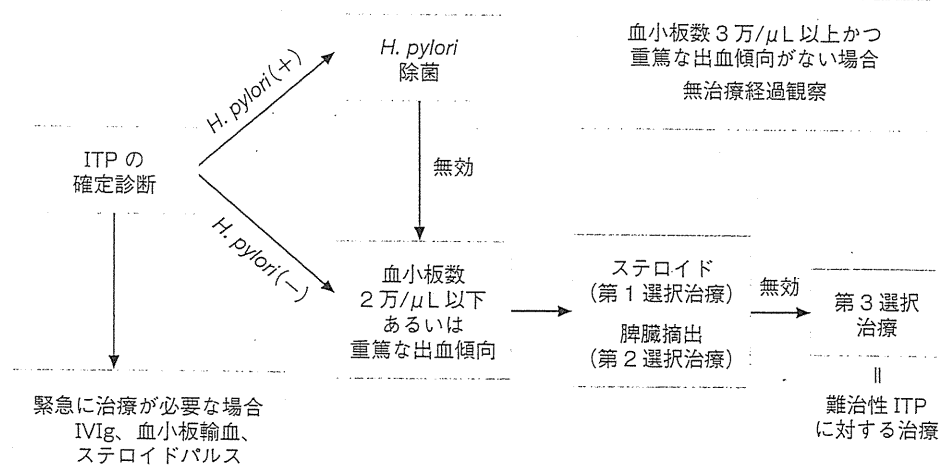 ITP の
確定診断
H. pylori(+)
H. pylori
除菌
血小板数 3 万/μL 以上かつ
重篤な出血傾向がない場合
無治療経過観察
無効
H. pylori(−)
血小板数
2 万/μL 以下
あるいは
重篤な出血傾向
ステロイド
(第 1 選択治療)
脾臓摘出
(第 2 選択治療)
無効
第 3 選択
治療
=
難治性 ITP
に対する治療
緊急に治療が必要な場合
IVIg、血小板輸血、
ステロイドパルス